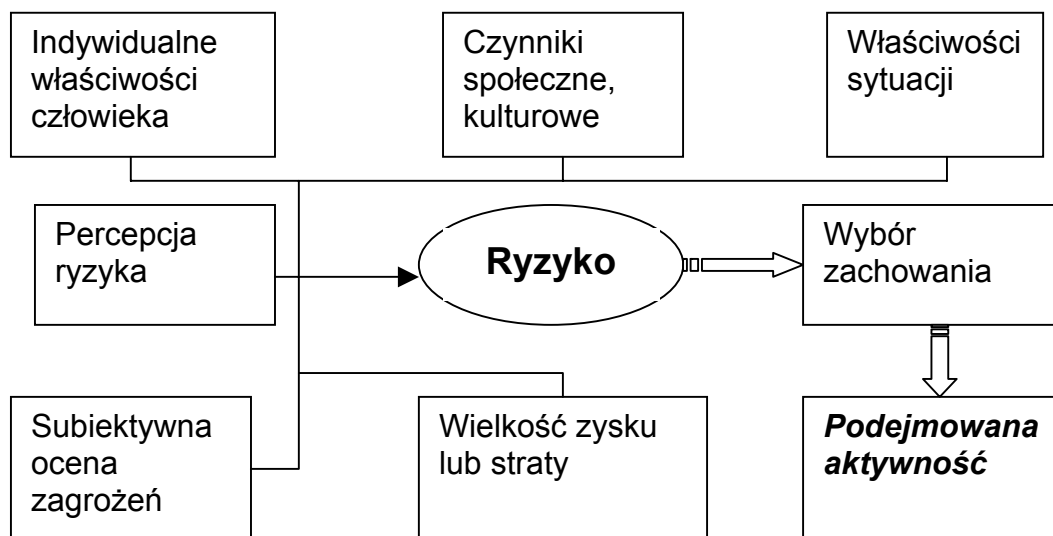 Indywidualne
właściwości
człowieka
Czynniki
społeczne,
kulturowe
Właściwości
sytuacji
Percepcja
ryzyka
Ryzyko
Wybór
zachowania
Subiektywna
ocena
zagrożeń
Wielkość zysku
lub straty
Podejmowana
aktywność